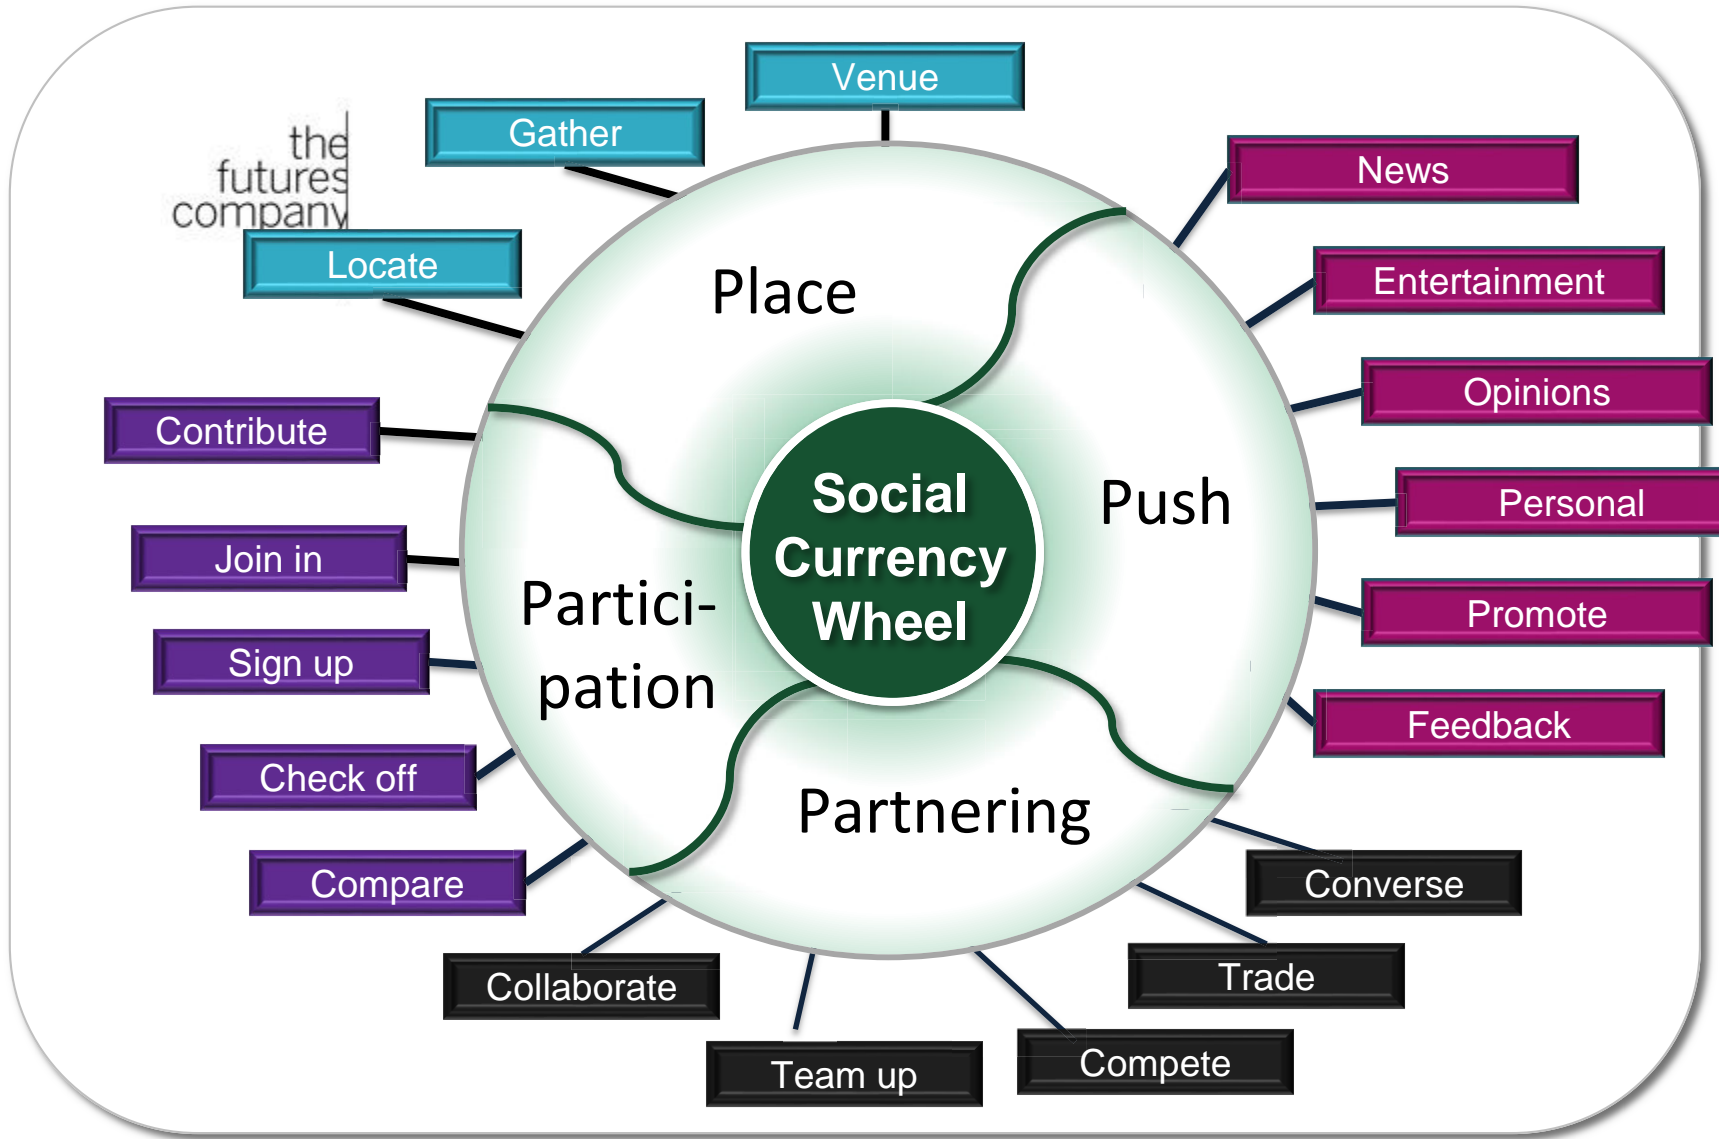 Venue
Gather
the
futures
company
Locate
News
Entertainment
Opinions
Personal
Promote
Feedback
Place
Push
Partici-
pation
Partnering
Social
Currency
Wheel
Contribute
Join in
Sign up
Check off
Compare
Collaborate
Team up
Compete
Trade
Converse